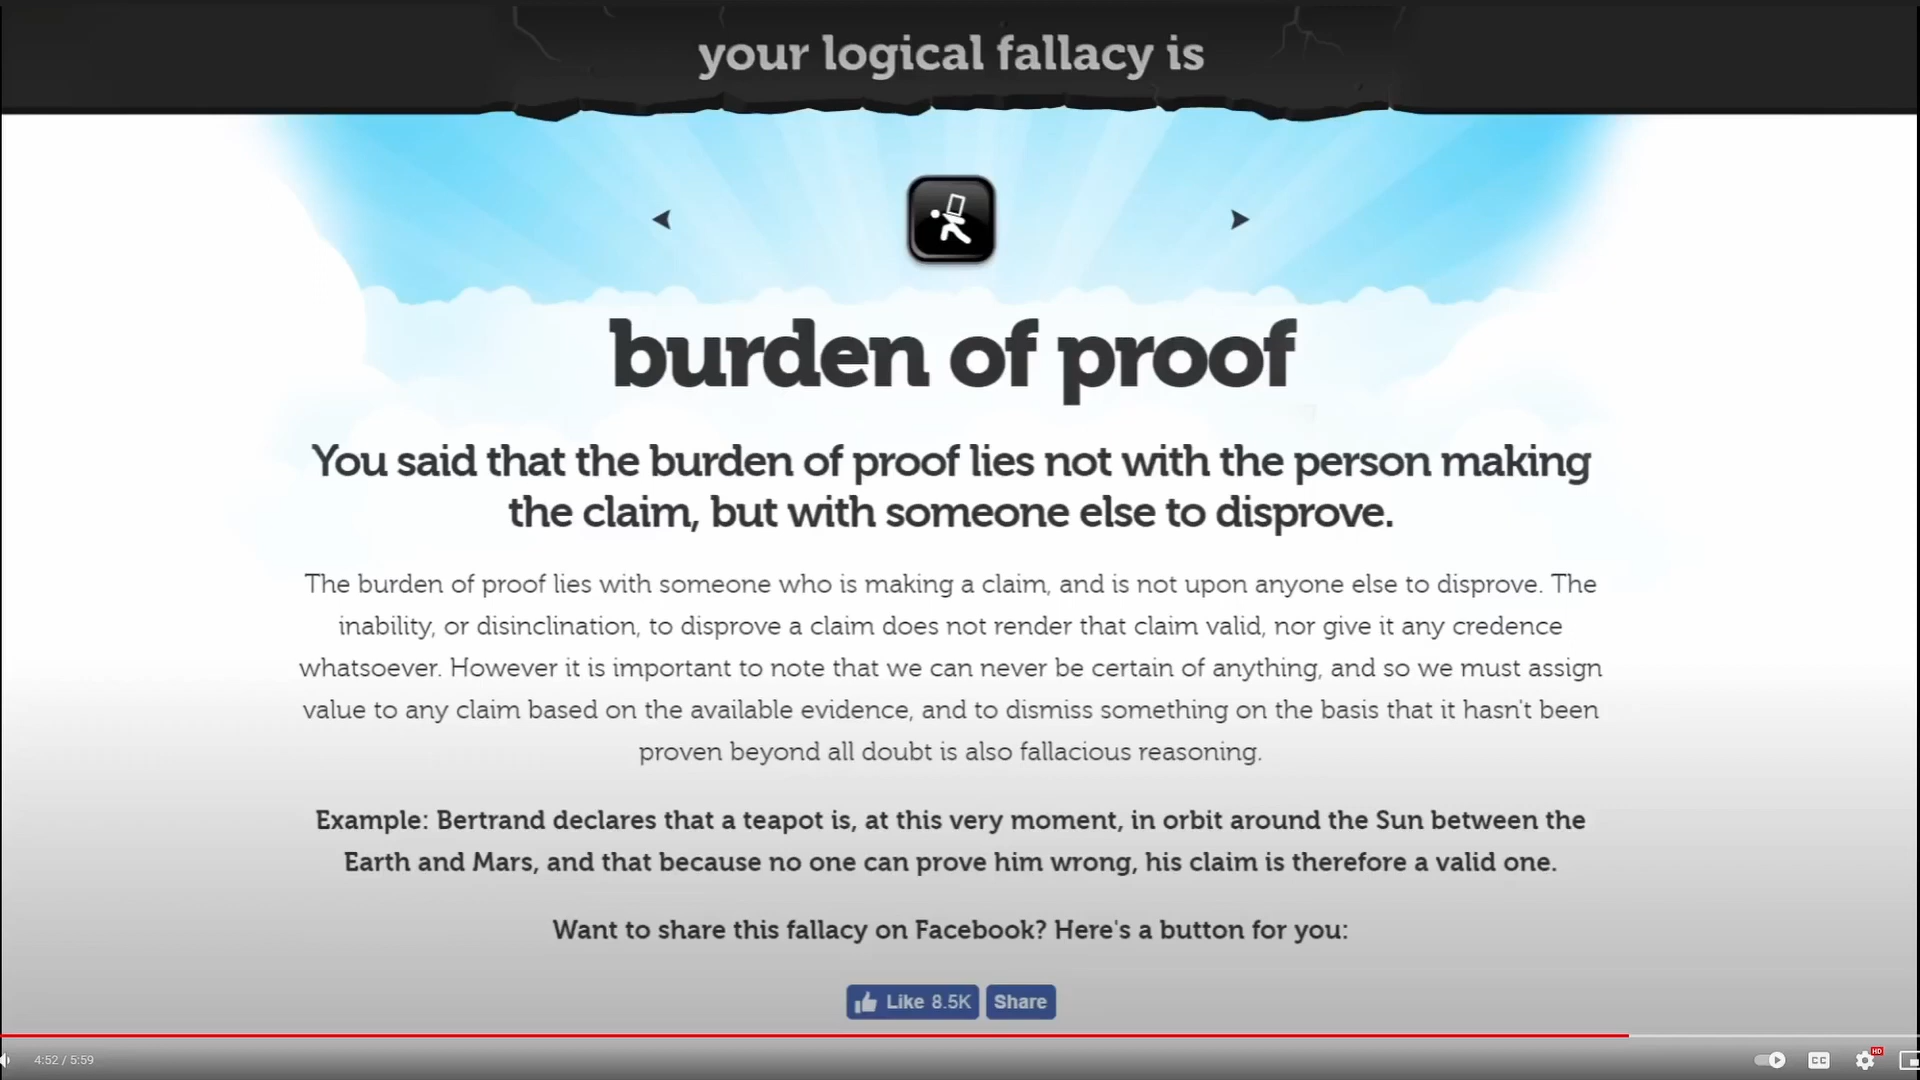 your logical fallacy is
burden of proof
You said that the burden of proof lies not with the person making
the claim, but with someone else to disprove.
The burden of proof lies with someone who is making a claim, and is not upon anyone else to disprove. The
inability, or disinclination, to disprove a claim does not render that claim valid, nor give it any credence
whatsoever. However it is important to note that we can never be certain of anything, and so we must assign
value to any claim based on the available evidence, and to dismiss something on the basis that it hasn't been
proven beyond all doubt is also fallacious reasoning.
Example: Bertrand declares that a teapot is, at this very moment, in orbit around the Sun between the
Earth and Mars, and that because no one can prove him wrong, his claim is therefore a valid one.
Want to share this fallacy on Facebook? Here's a button for you:
Like 8.5K Share
4:52 / 5:59 CC HD